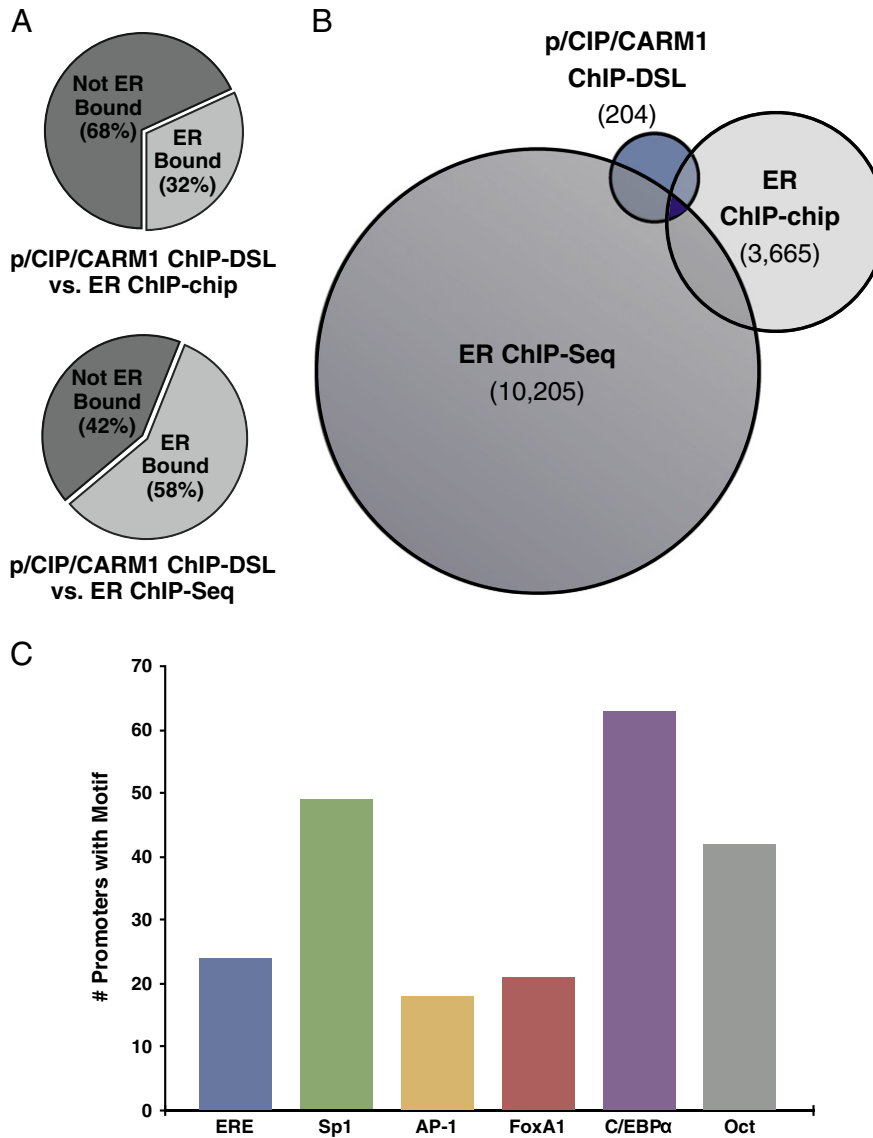 A
Not ER
Bound
(68%)
ER
Bound
(32%)
p/CIP/CARM1 ChIP-DSL
vs. ER ChIP-chip
Not ER
Bound
(42%)
ER
Bound
(58%)
p/CIP/CARM1 ChIP-DSL
vs. ER ChIP-Seq
B
p/CIP/CARM1
ChIP-DSL
(204)
ER
ChIP-chip
(3,665)
ER ChIP-Seq
(10,205)
C
# Promoters with Motif
70
60
50
40
30
20
10
0
ERE Sp1 AP-1 FoxA1 C/EBPα Oct